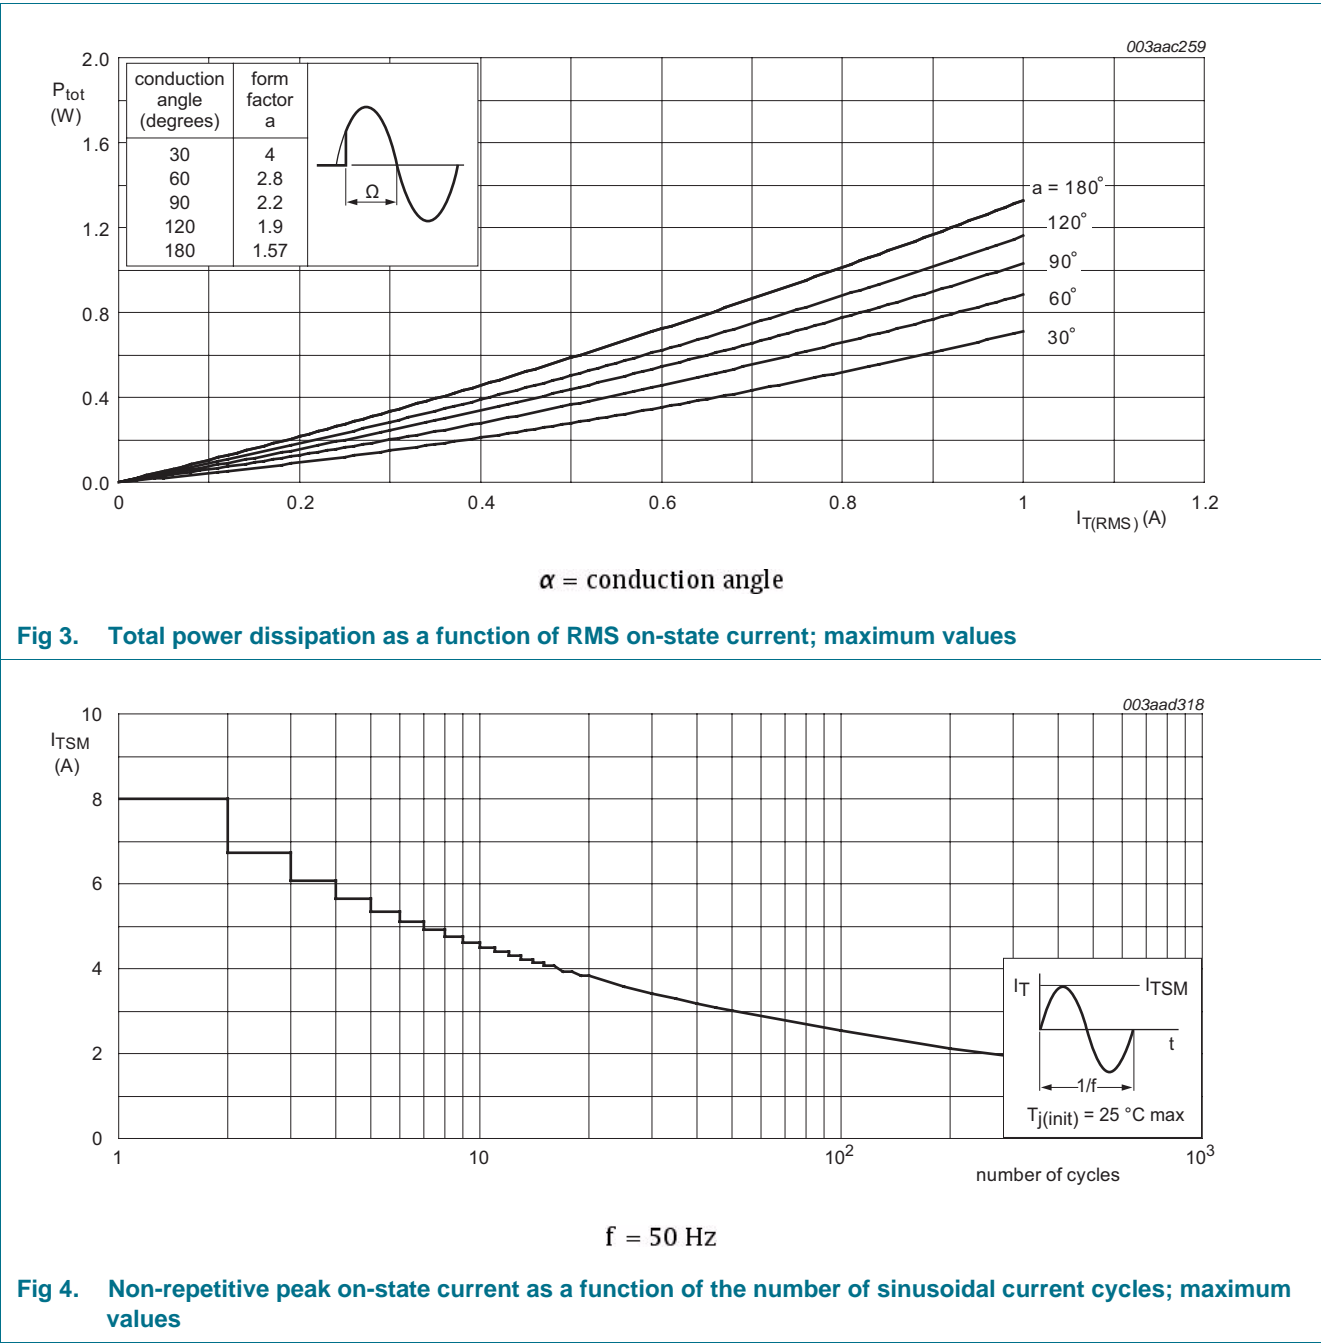 003aac259
2.0
Ptot
(W)
1.6
1.2
0.8
0.4
0.0
conduction angle (degrees) form factor a
30 4
60 2.8
90 2.2
120 1.9
180 1.57
Ω
a = 180°
120°
90°
60°
30°
0 0.2 0.4 0.6 0.8 1 1.2
IT(RMS) (A)
α = conduction angle
Fig 3. Total power dissipation as a function of RMS on-state current; maximum values
003aad318
10
ITSM
(A)
8
6
4
2
0
IT ITSM
t
1/f
Tj(init) = 25 °C max
1 10 10² 10³
number of cycles
f = 50 Hz
Fig 4. Non-repetitive peak on-state current as a function of the number of sinusoidal current cycles; maximum
values